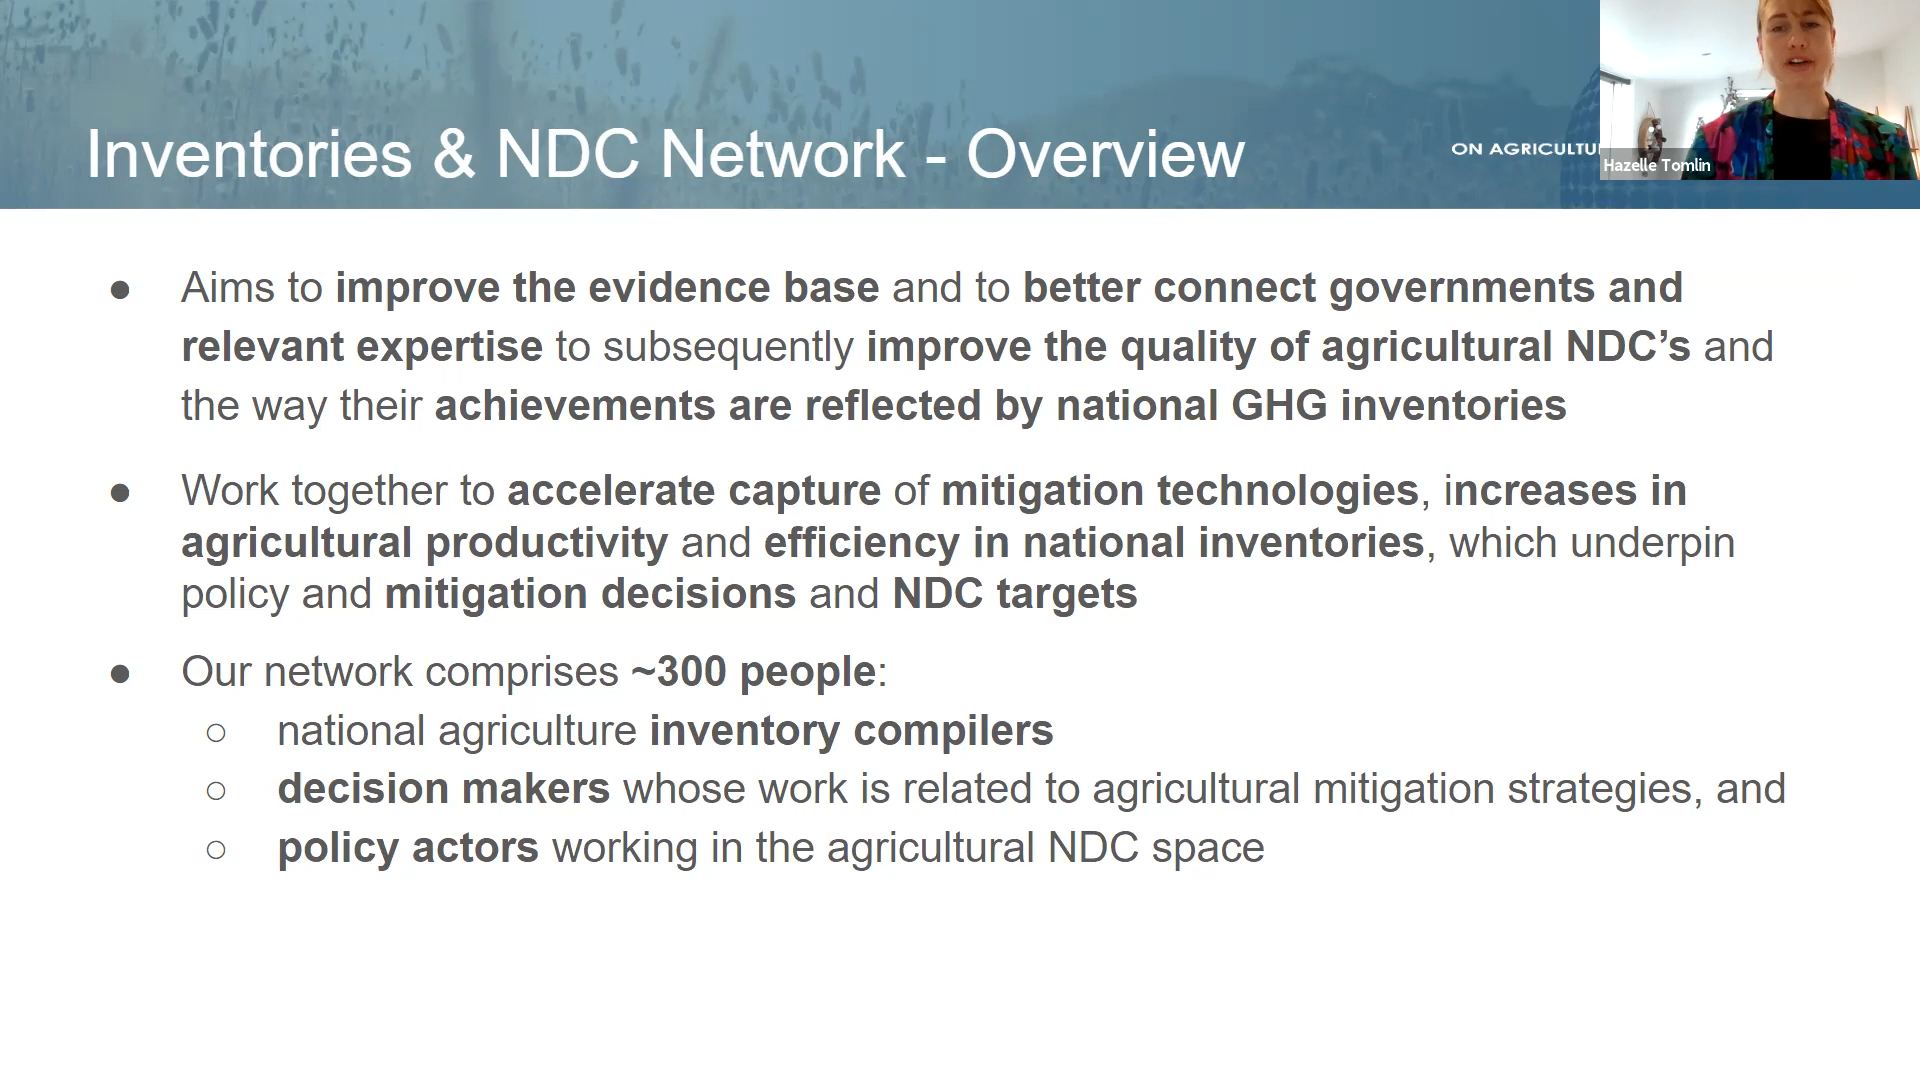 Inventories & NDC Network - Overview
ON AGRICULTU
Hazelle Tomlin
● Aims to improve the evidence base and to better connect governments and
relevant expertise to subsequently improve the quality of agricultural NDC’s and
the way their achievements are reflected by national GHG inventories
● Work together to accelerate capture of mitigation technologies, increases in
agricultural productivity and efficiency in national inventories, which underpin
policy and mitigation decisions and NDC targets
● Our network comprises ~300 people:
○ national agriculture inventory compilers
○ decision makers whose work is related to agricultural mitigation strategies, and
○ policy actors working in the agricultural NDC space